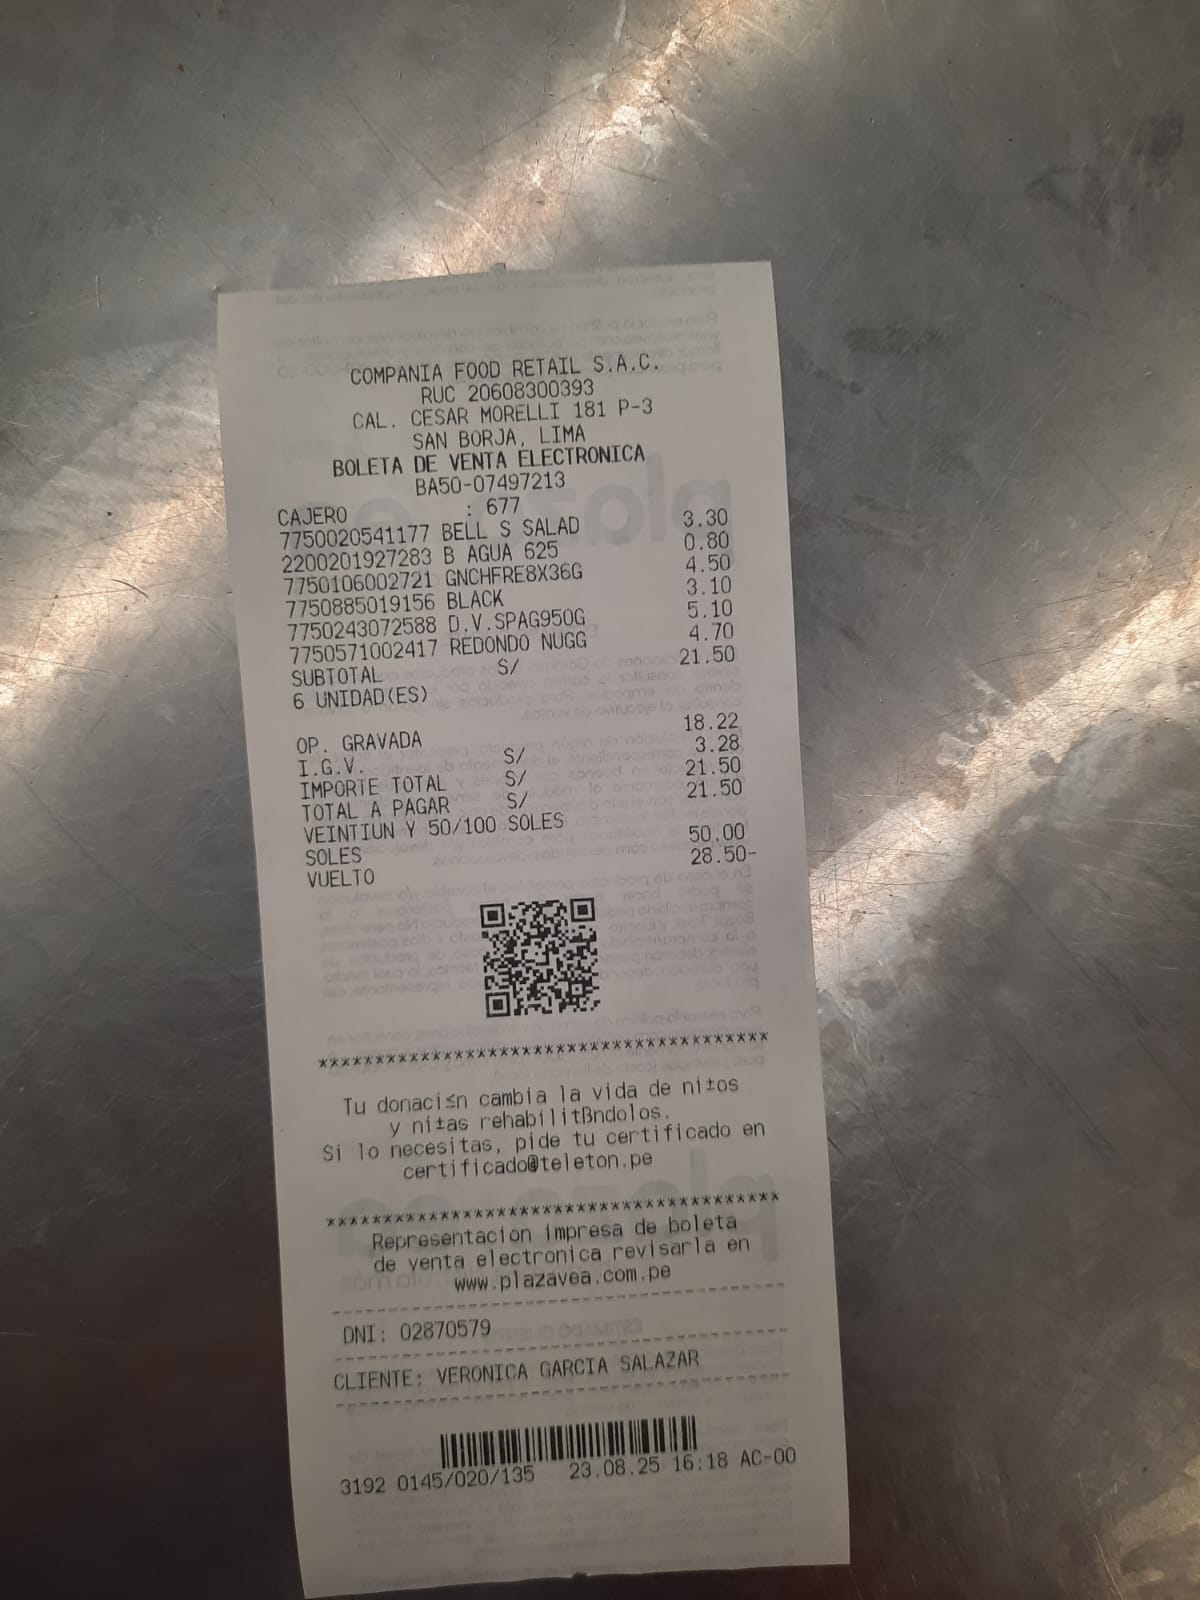 COMPANIA FOOD RETAIL S.A.C.
RUC 20608300393
CAL. CESAR MORELLI 181 P-3
SAN BORJA, LIMA
BOLETA DE VENTA ELECTRONICA
BA50-07497213
CAJERO : 677
7750020541177 BELL S SALAD 3.30
2200201927283 B AGUA 625 0.80
7750106002721 GNCHFRE8X36G 4.50
7750885019156 BLACK 3.10
7750243072588 D.V.SPAG950G 5.10
7750571002417 REDONDO NUGG 4.70
SUBTOTAL S/ 21.50
6 UNIDAD(ES)
OP. GRAVADA 18.22
I.G.V. S/ 3.28
IMPORTE TOTAL S/ 21.50
TOTAL A PAGAR S/ 21.50
VEINTIUN Y 50/100 SOLES
SOLES 50.00
VUELTO 28.50-
****************************************
Tu donaci≤n cambia la vida de ni±os
y ni±as rehabilitßndolos.
Si lo necesitas, pide tu certificado en
certificado@teleton.pe
****************************************
Representacion impresa de boleta
de venta electronica revisarla en
www.plazavea.com.pe
----------------------------------------
DNI: 02870579
----------------------------------------
CLIENTE: VERONICA GARCIA SALAZAR
----------------------------------------
3192 0145/020/135 23.08.25 16:18 AC-00